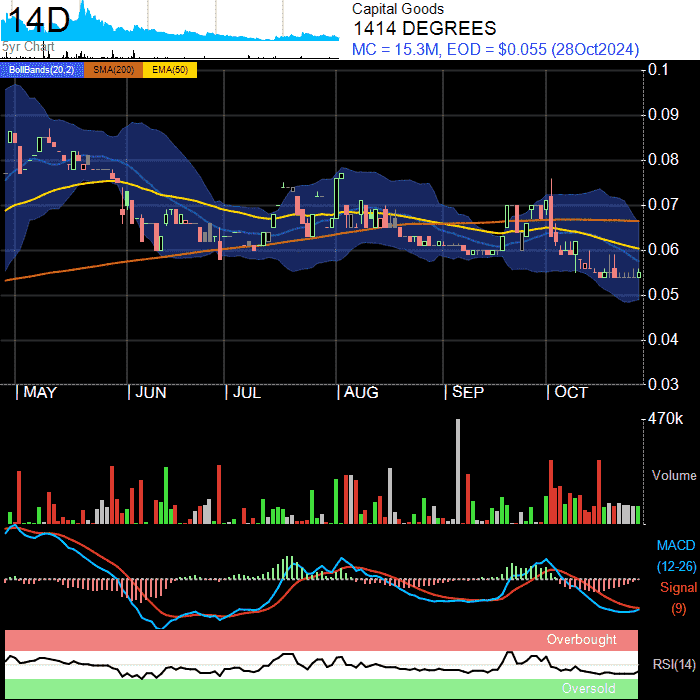 14D
5yr Chart
Capital Goods
1414 DEGREES
MC = 15.3M, EOD = $0.055 (28Oct2024)
BollBands(20,2) SMA(200) EMA(50)
0.1
0.09
0.08
0.07
0.06
0.05
0.04
0.03
MAY JUN JUL AUG SEP OCT
470k
Volume
MACD
(12-26)
Signal
(9)
Overbought
RSI(14)
Oversold